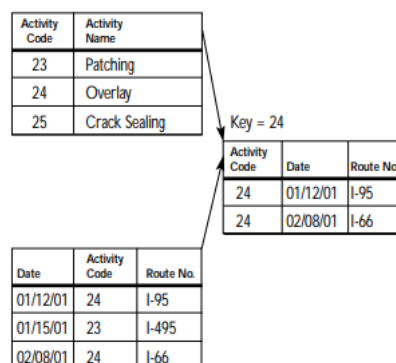 Activity Code Activity Name
23 Patching
24 Overlay
25 Crack Sealing
Key = 24
Activity Code Date Route No.
24 01/12/01 I-95
24 02/08/01 I-66
Date Activity Code Route No.
01/12/01 24 I-95
01/15/01 23 I-495
02/08/01 24 I-66